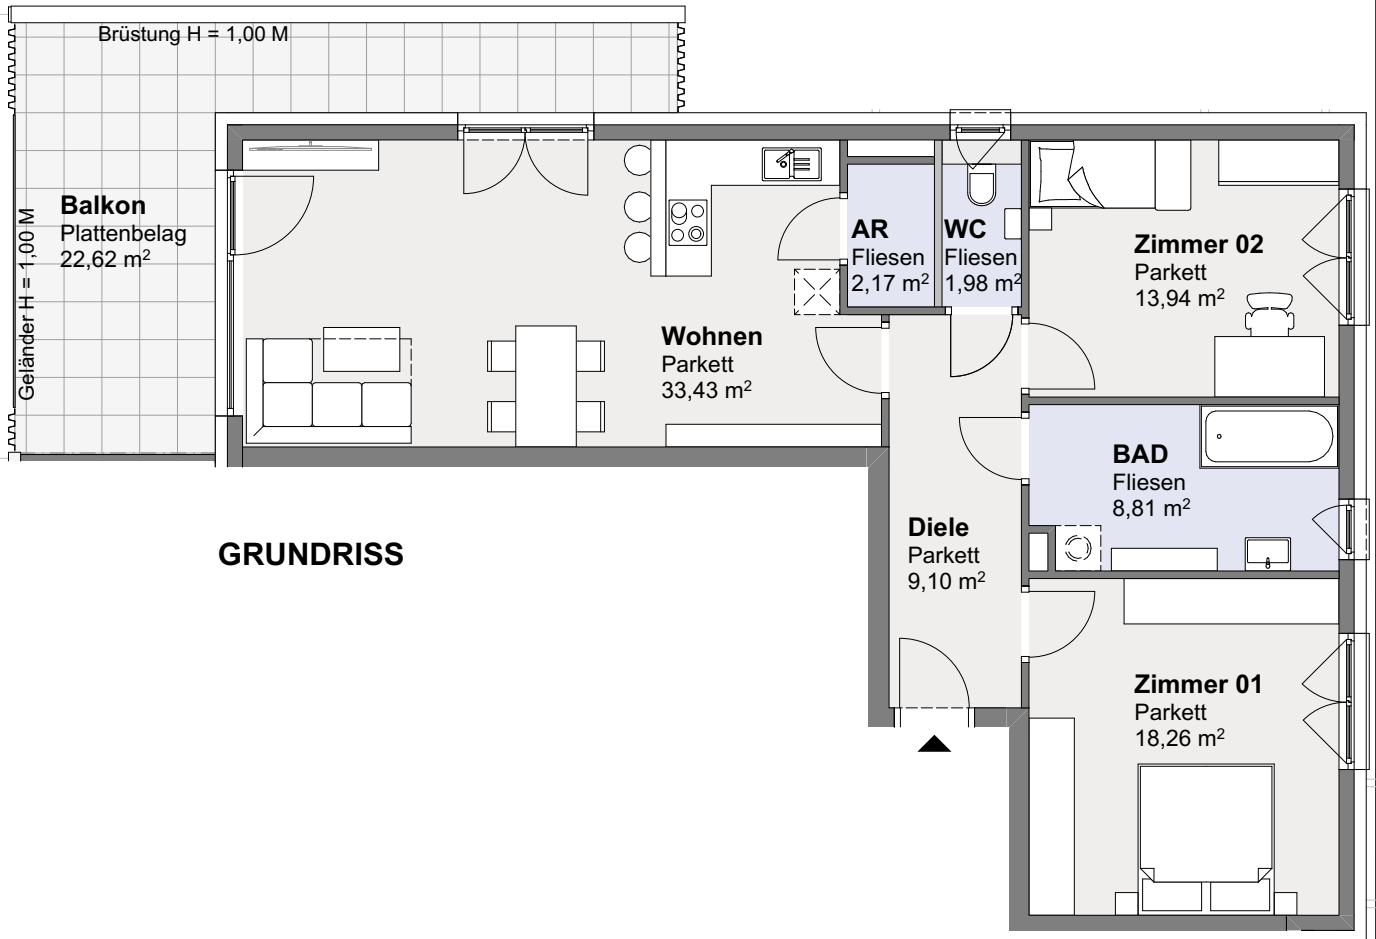 Brüstung H = 1,00 M
Balkon
Plattenbelag
22,62 m²
Geländer H = 1,00 M
AR
Fliesen
2,17 m²
WC
Fliesen
1,98 m²
Zimmer 02
Parkett
13,94 m²
Wohnen
Parkett
33,43 m²
BAD
Fliesen
8,81 m²
Diele
Parkett
9,10 m²
GRUNDRISS
Zimmer 01
Parkett
18,26 m²